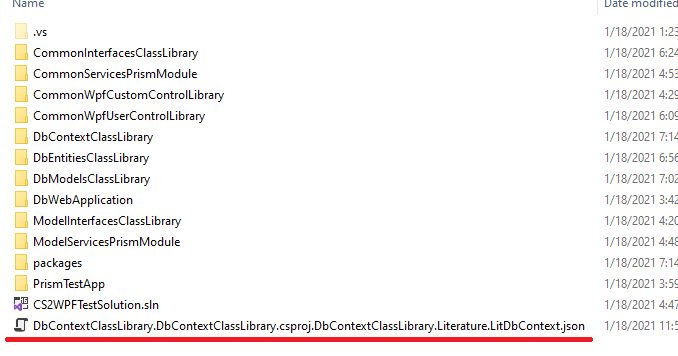 Name Date modified
.vs 1/18/2021 1:23
CommonInterfacesClassLibrary 1/18/2021 6:24
CommonServicesPrismModule 1/18/2021 4:53
CommonWpfCustomControlLibrary 1/18/2021 4:29
CommonWpfUserControlLibrary 1/18/2021 6:09
DbContextClassLibrary 1/18/2021 7:14
DbEntitiesClassLibrary 1/18/2021 6:56
DbModelsClassLibrary 1/18/2021 7:02
DbWebApplication 1/18/2021 3:42
ModelInterfacesClassLibrary 1/18/2021 4:20
ModelServicesPrismModule 1/18/2021 4:48
packages 1/18/2021 7:14
PrismTestApp 1/18/2021 3:59
CS2WPFTestSolution.sln 1/18/2021 4:47
DbContextClassLibrary.DbContextClassLibrary.csproj.DbContextClassLibrary.Literature.LitDbContext.json 1/18/2021 11:5